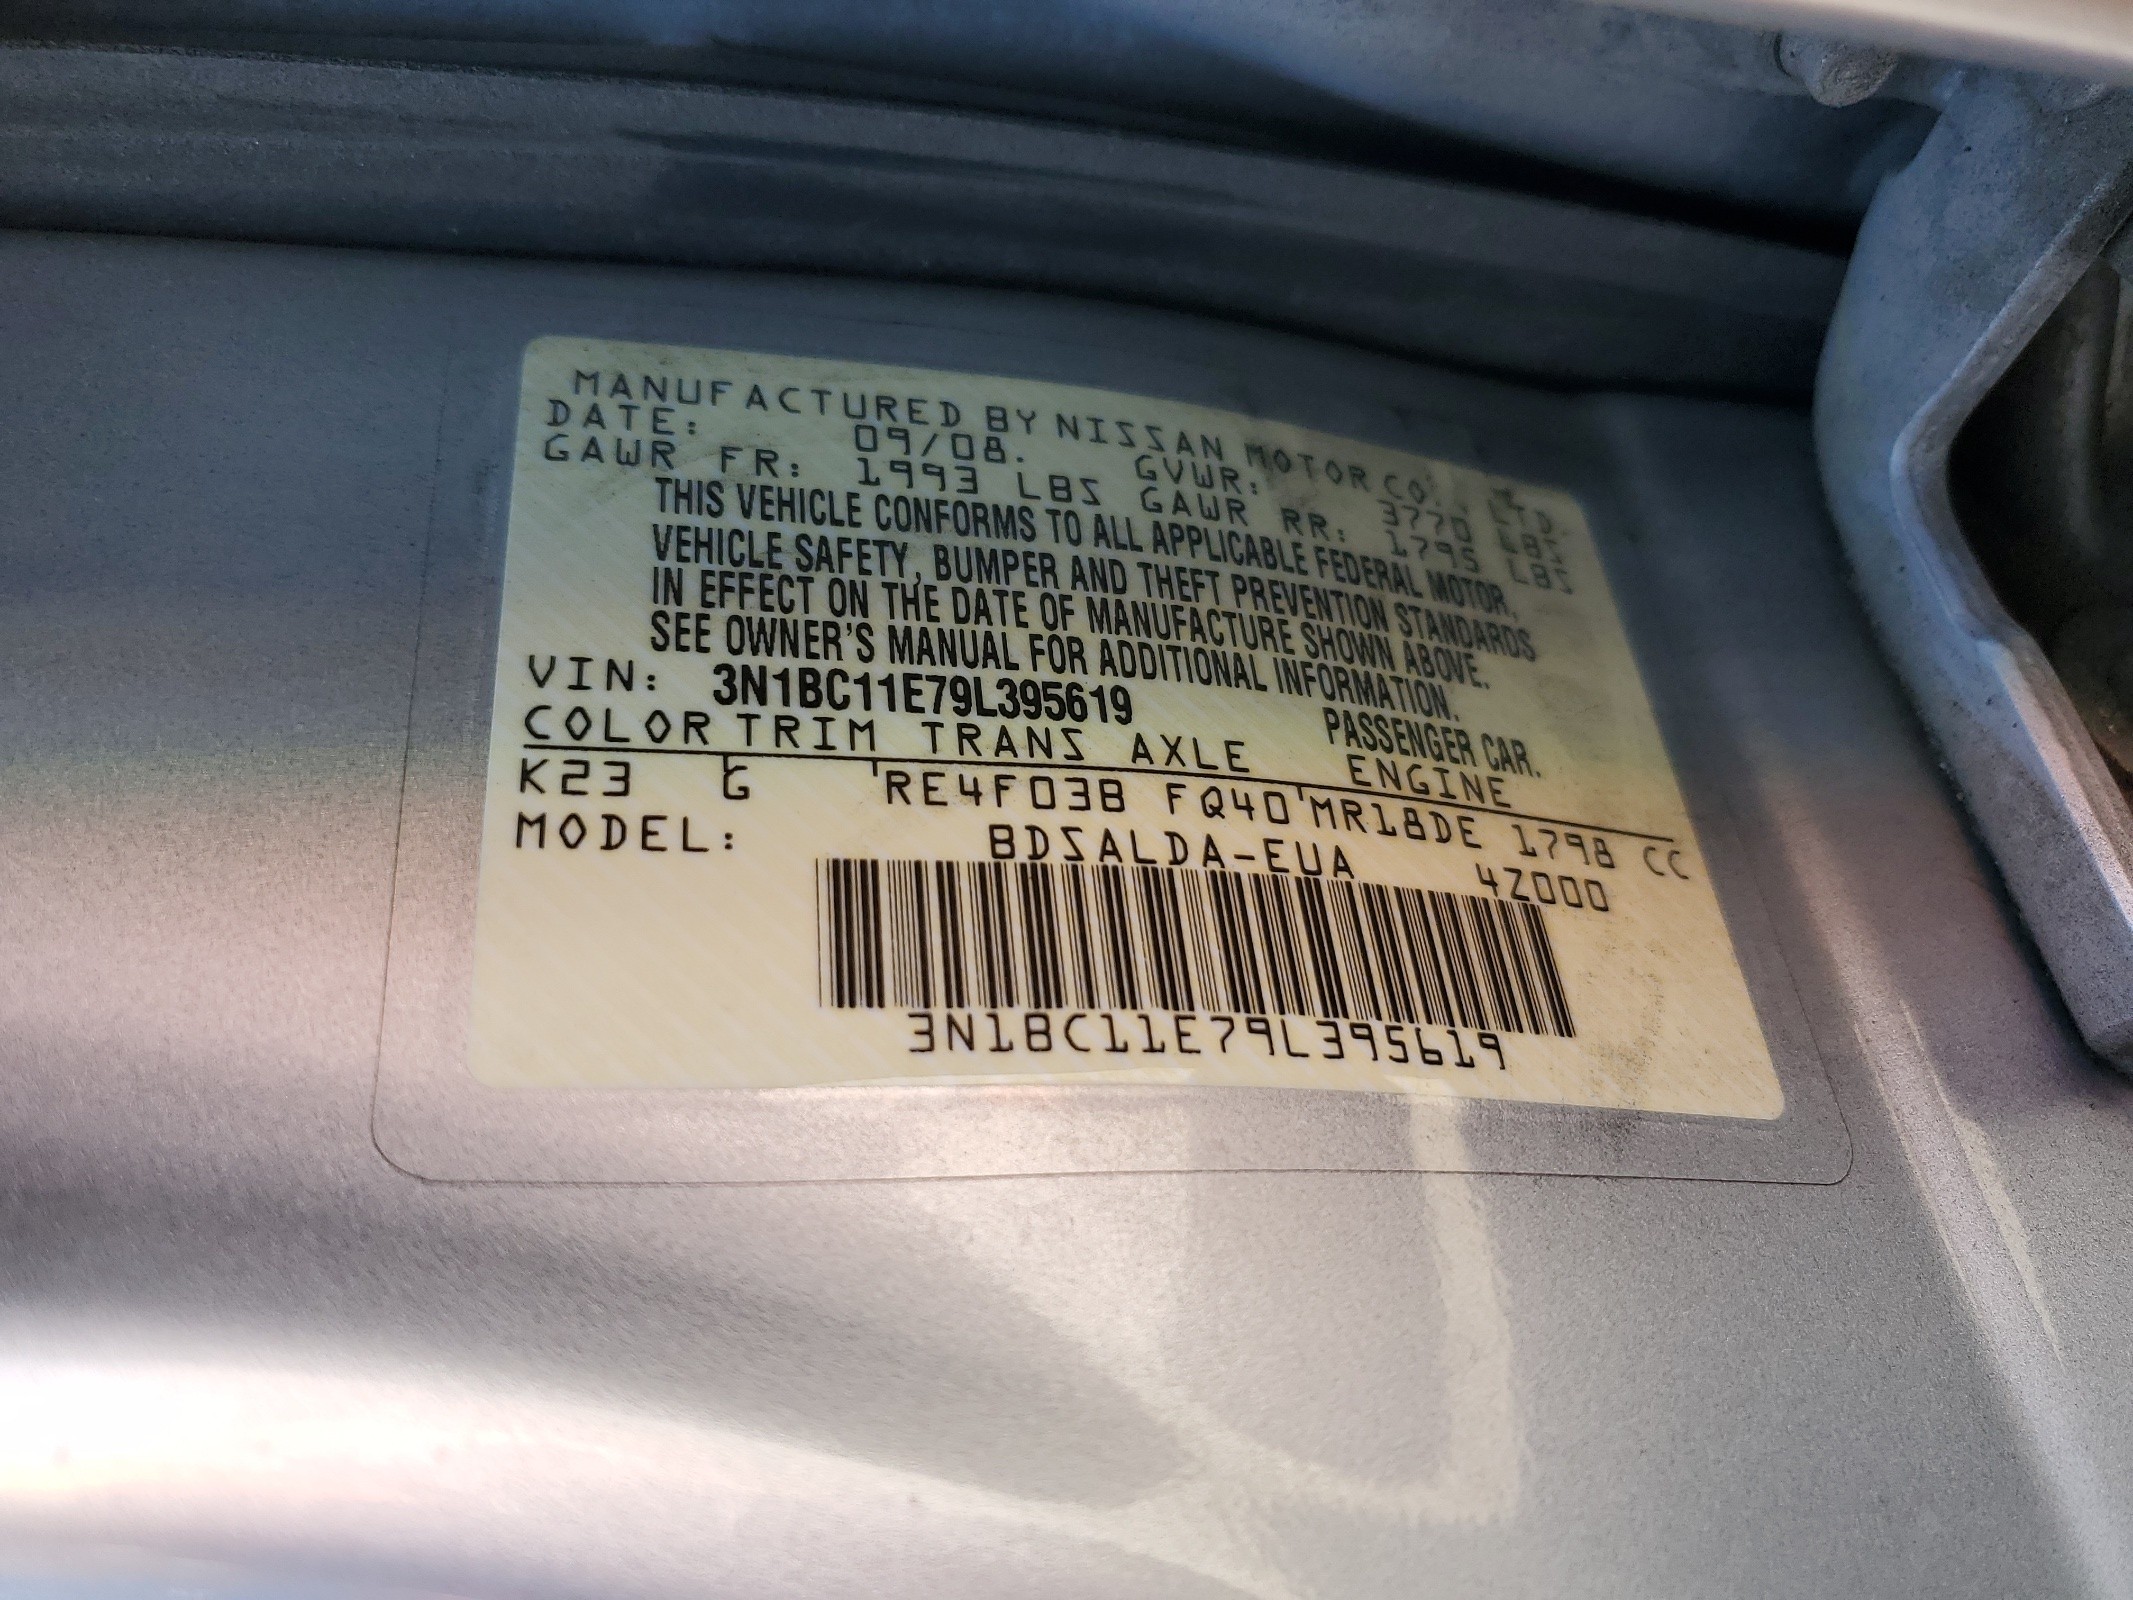 MANUFACTURED BY NISSAN MOTOR CO., LTD.
DATE: 09/08. GVWR: 3770 LBS
GAWR FR: 1993 LBS GAWR RR: 1795 LBS
THIS VEHICLE CONFORMS TO ALL APPLICABLE FEDERAL MOTOR,
VEHICLE SAFETY, BUMPER AND THEFT PREVENTION STANDARDS
IN EFFECT ON THE DATE OF MANUFACTURE SHOWN ABOVE.
SEE OWNER'S MANUAL FOR ADDITIONAL INFORMATION.
VIN: 3N1BC11E79L395619 PASSENGER CAR.
COLOR TRIM TRANS AXLE ENGINE
K23 G RE4F03B FQ40 MR18DE 1798 CC
MODEL: BDSALDA-EUA 4Z000
3N1BC11E79L395619